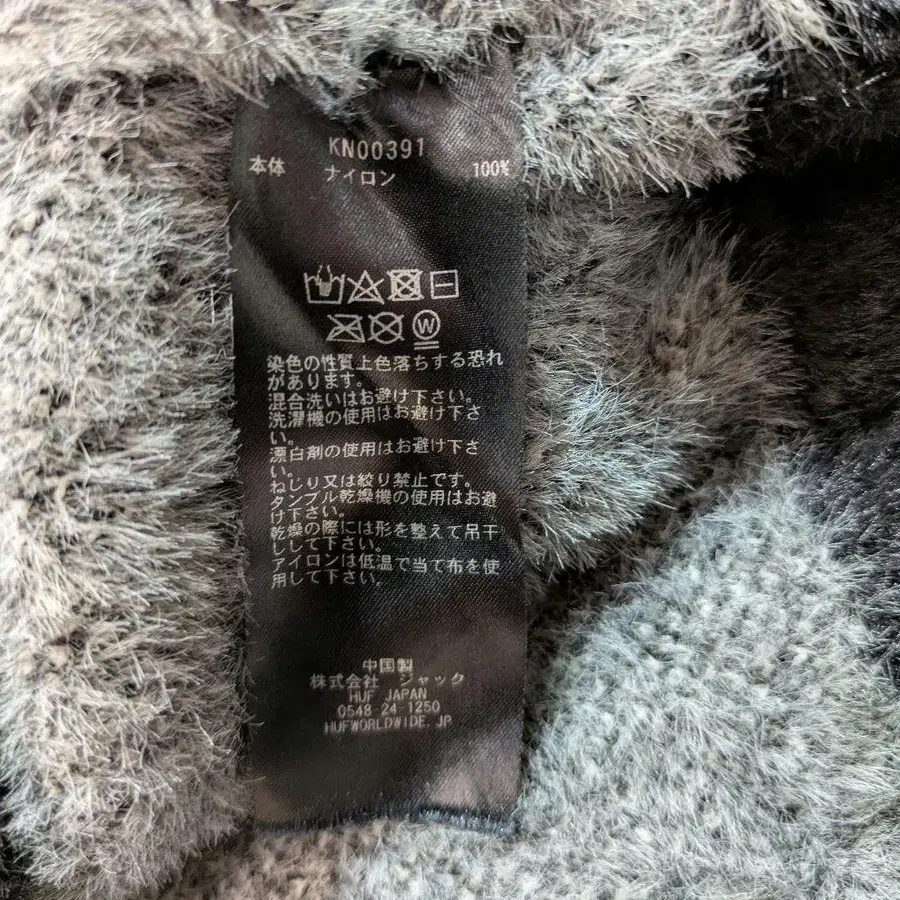 KN00391
本体 ナイロン 100%
W
染色の性質上色落ちする恐れ
があります。
混合洗いはお避け下さい。
洗濯機の使用はお避け下さ
い。
漂白剤の使用はお避け下さ
い。
ねじり又は絞り禁止です。
タンブル乾燥機の使用はお避
け下さい。
乾燥の際には形を整えて吊干
しして下さい。
アイロンは低温で当て布を使
用して下さい。
中国製
株式会社 ジャック
HUF JAPAN
0548 24-1250
HUFWORLDWIDE.JP